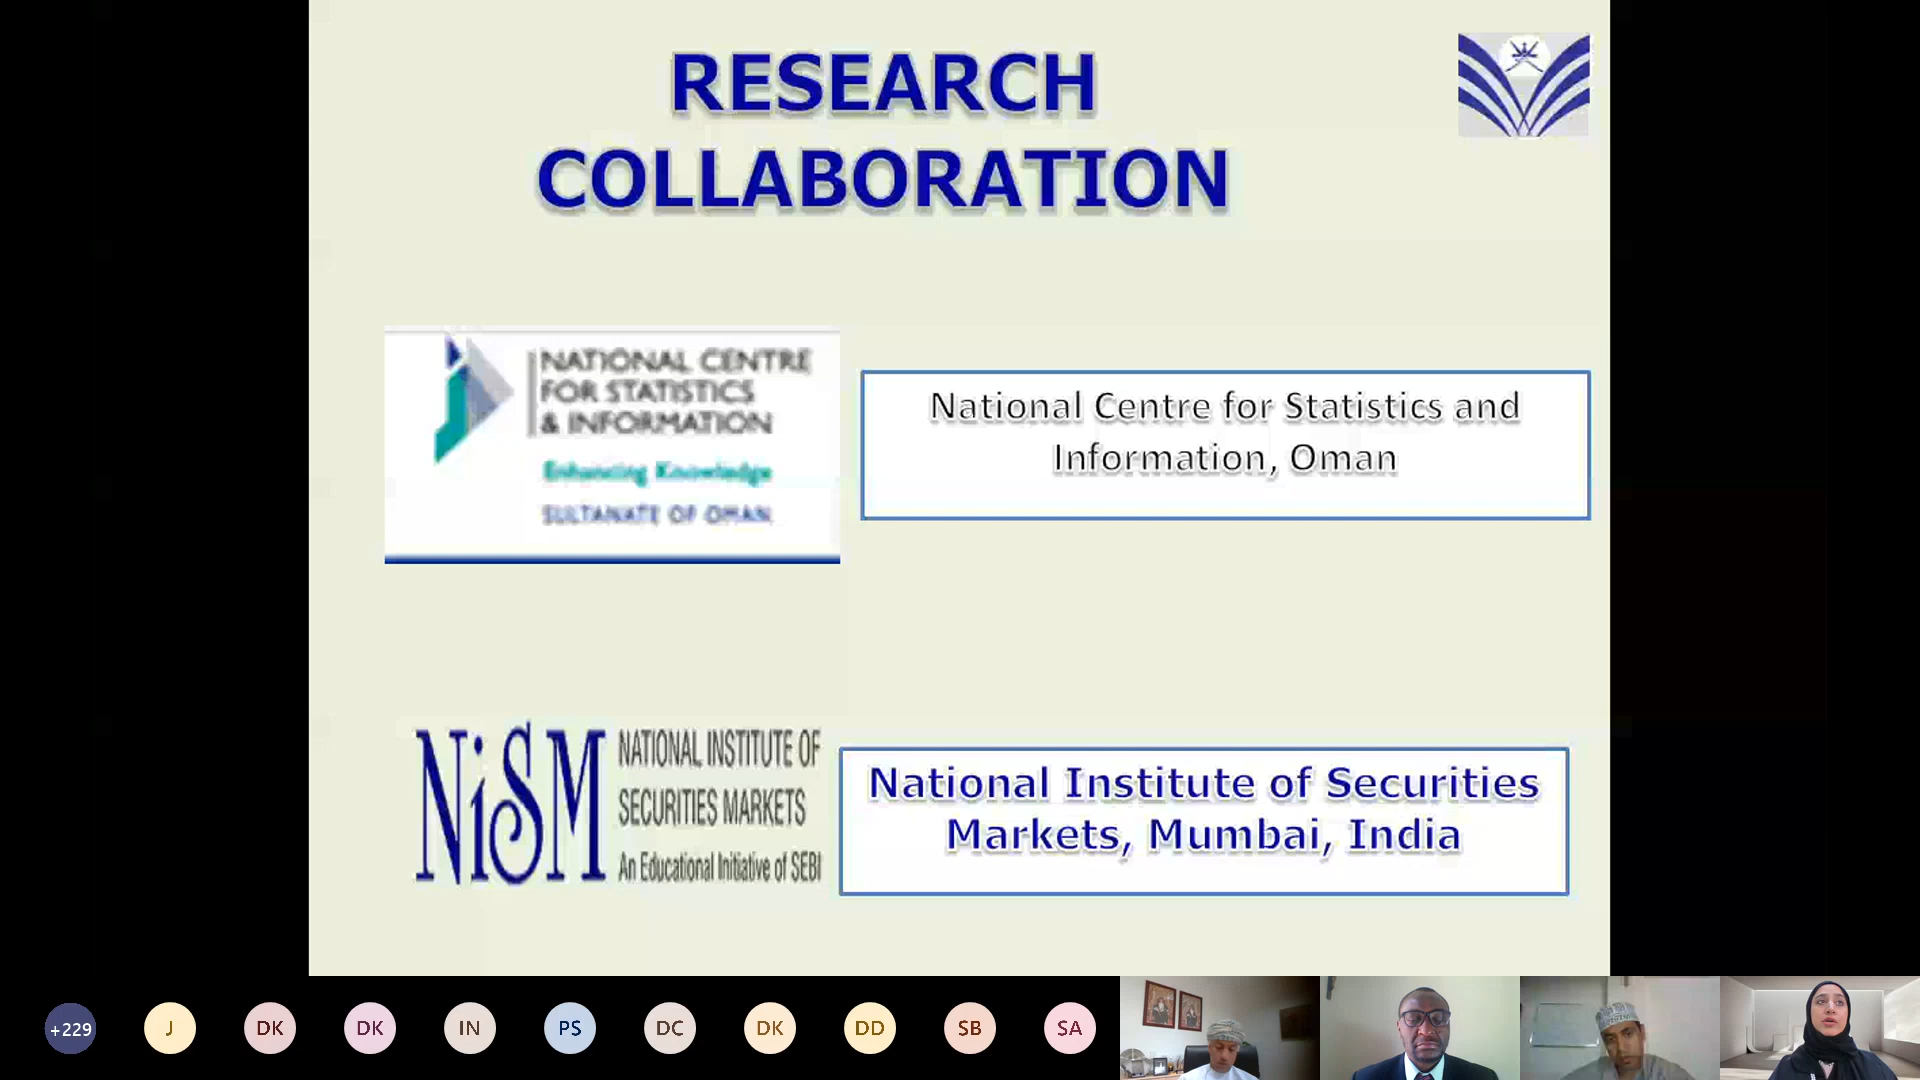 RESEARCH
COLLABORATION
NATIONAL CENTRE
FOR STATISTICS
& INFORMATION
Enhancing Knowledge
SULTANATE OF OMAN
National Centre for Statistics and
Information, Oman
NiSM
NATIONAL INSTITUTE OF
SECURITIES MARKETS
An Educational Initiative of SEBI
National Institute of Securities
Markets, Mumbai, India
+229
J
DK
DK
IN
PS
DC
DK
DD
SB
SA